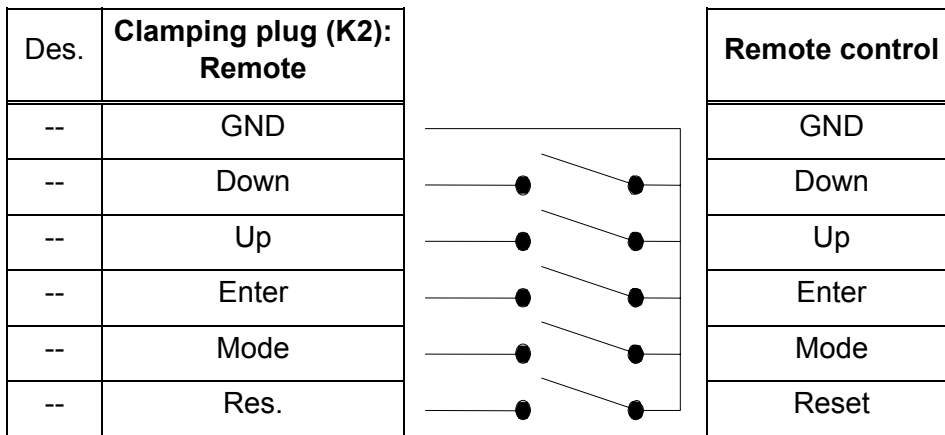 Des. Clamping plug (K2): Remote control
Remote
-- GND GND
-- Down Down
-- Up Up
-- Enter Enter
-- Mode Mode
-- Res. Reset